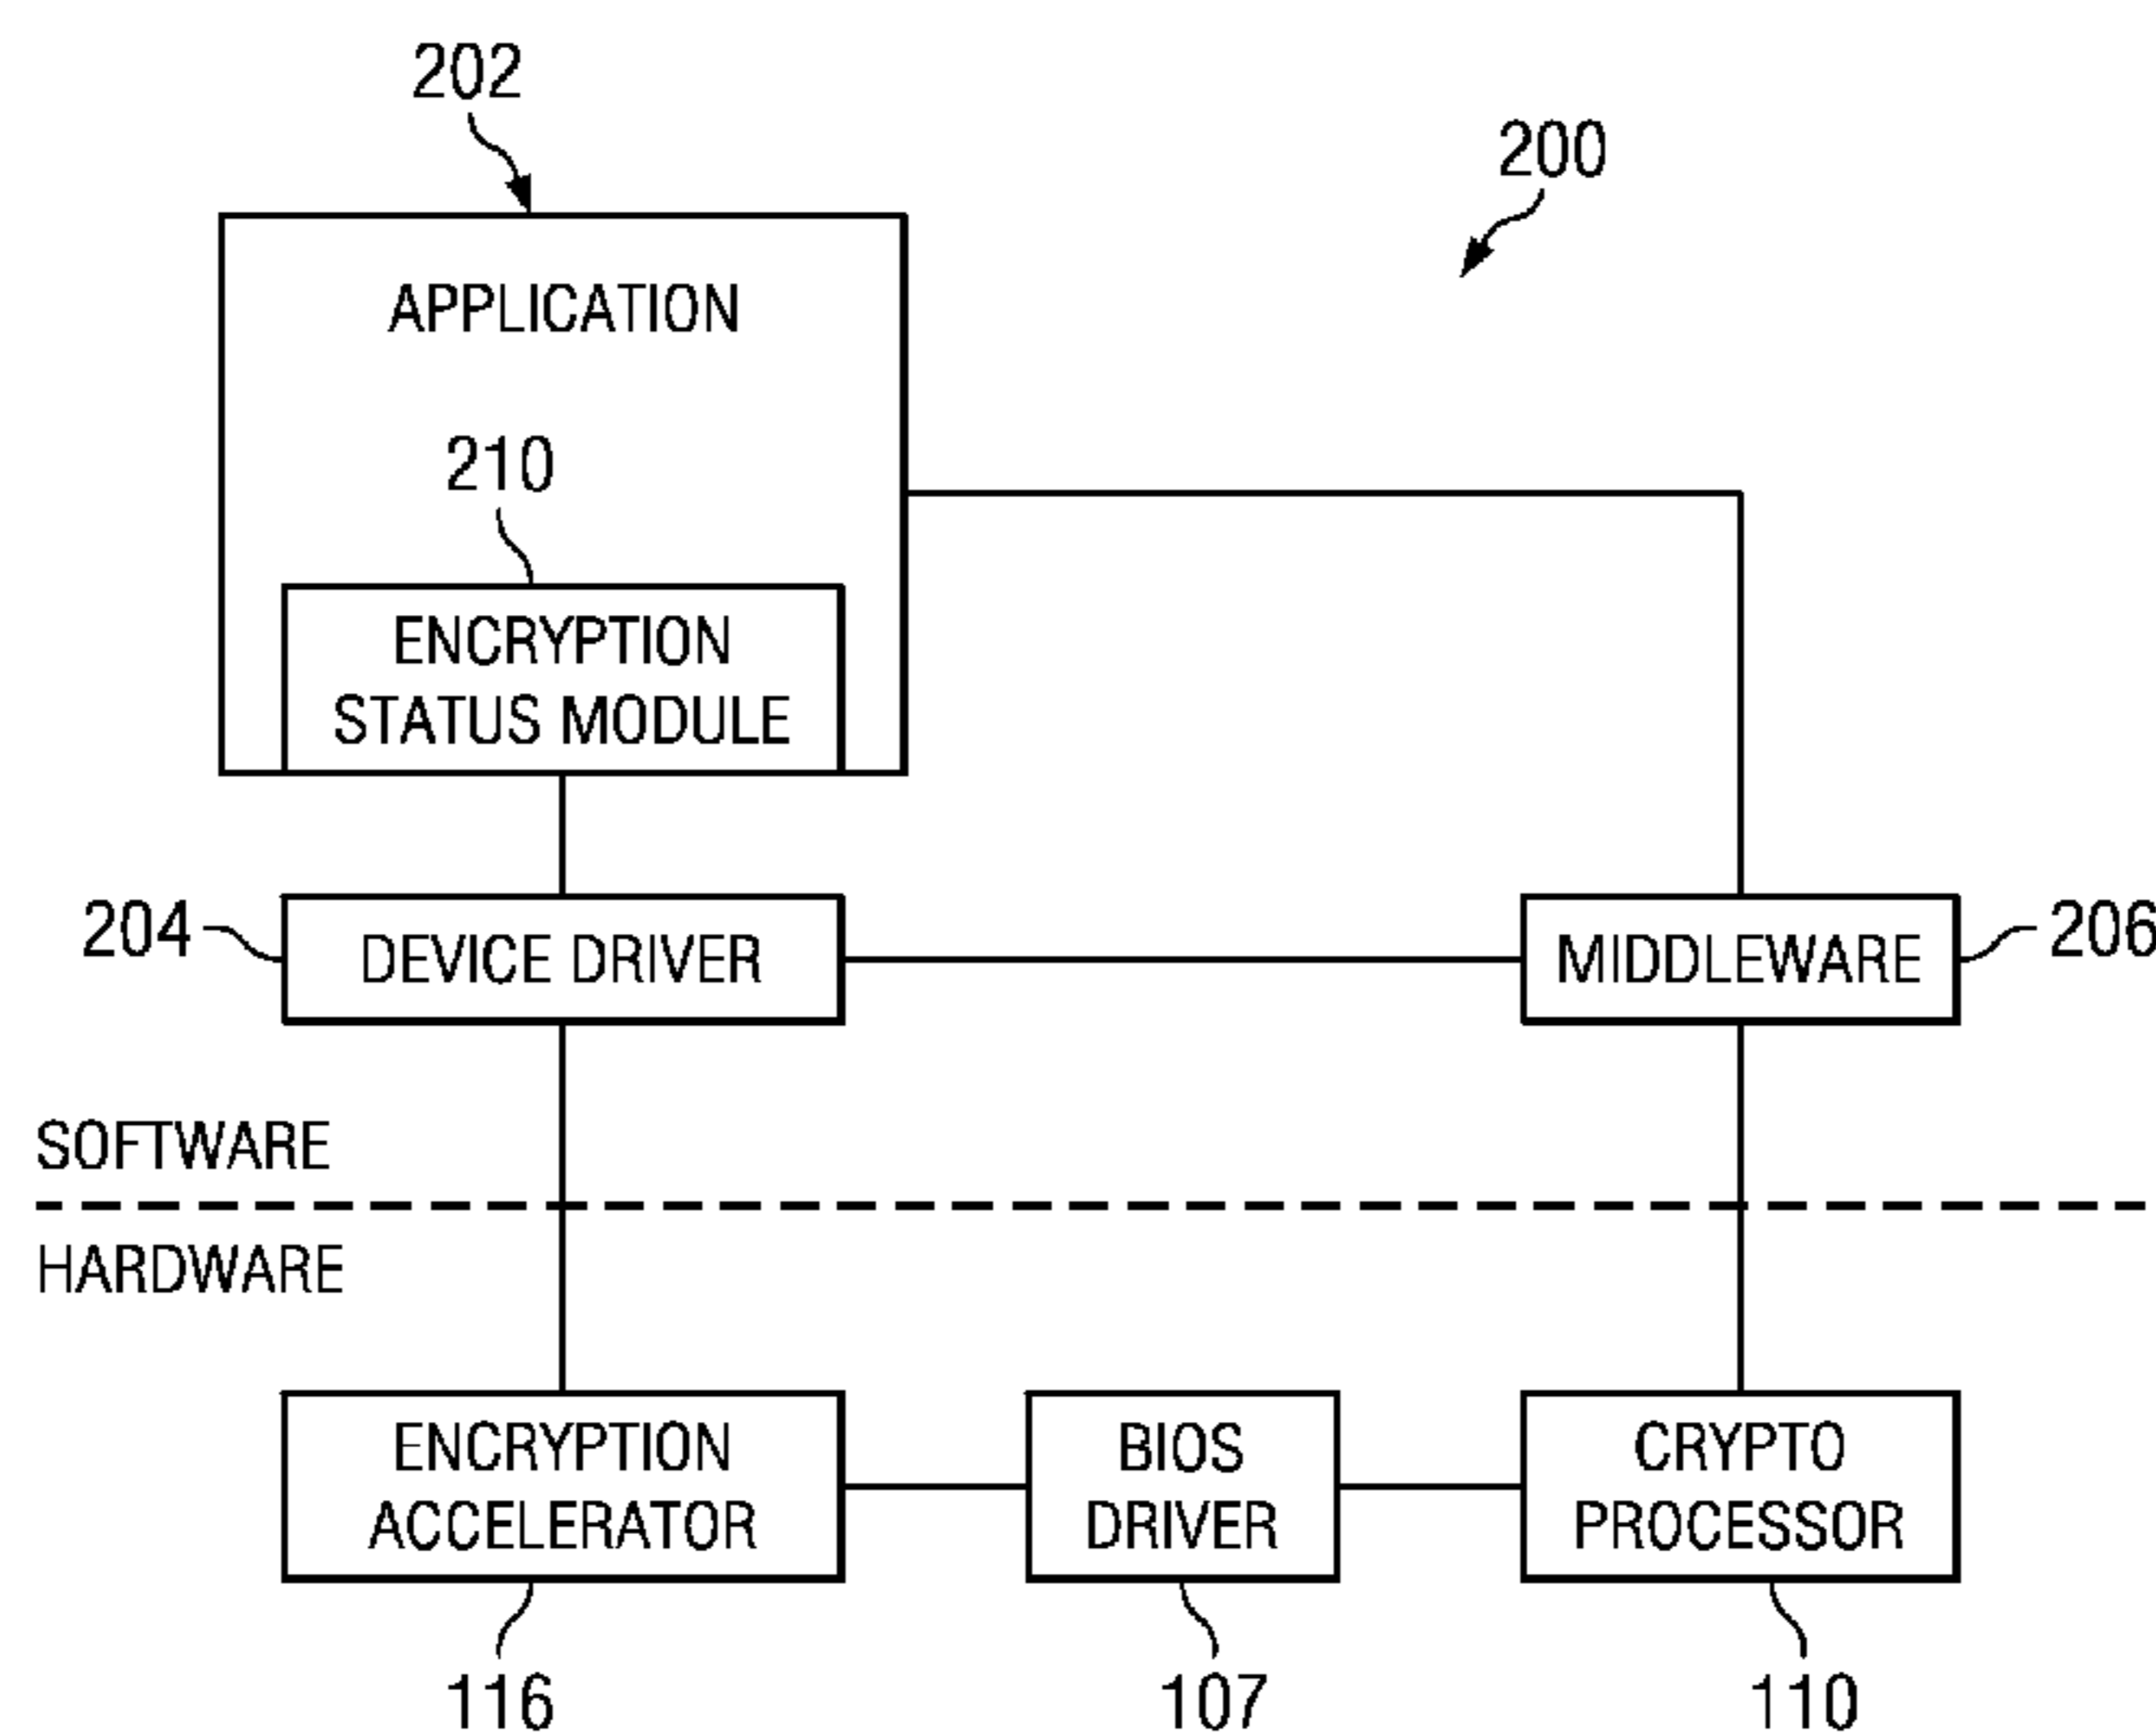 202
200
APPLICATION
210
ENCRYPTION
STATUS MODULE
204
DEVICE DRIVER
MIDDLEWARE
206
SOFTWARE
HARDWARE
ENCRYPTION
ACCELERATOR
BIOS
DRIVER
CRYPTO
PROCESSOR
116
107
110